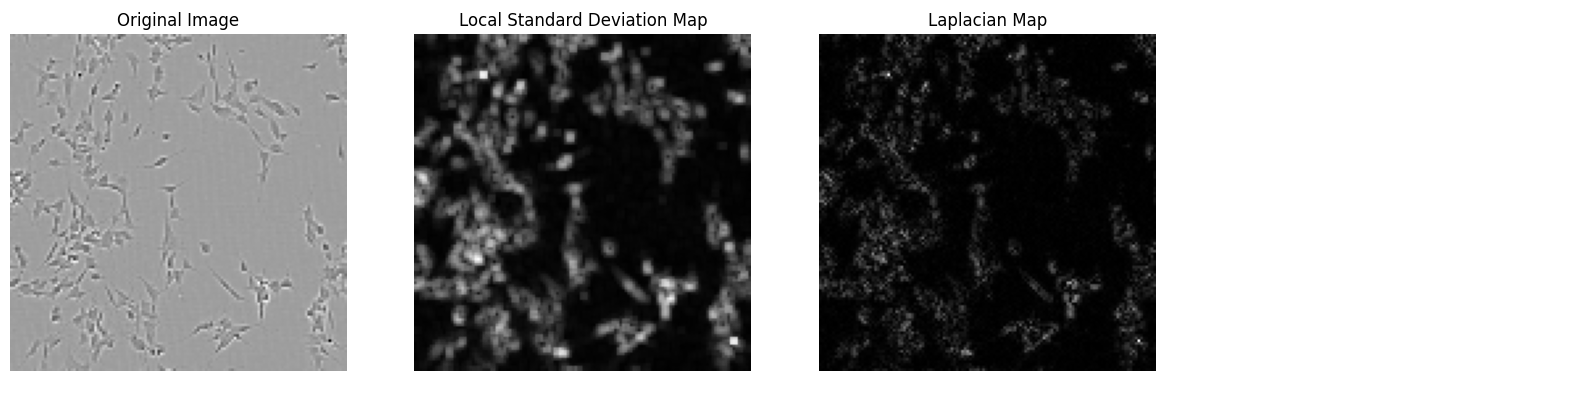 Original Image
Local Standard Deviation Map
Laplacian Map